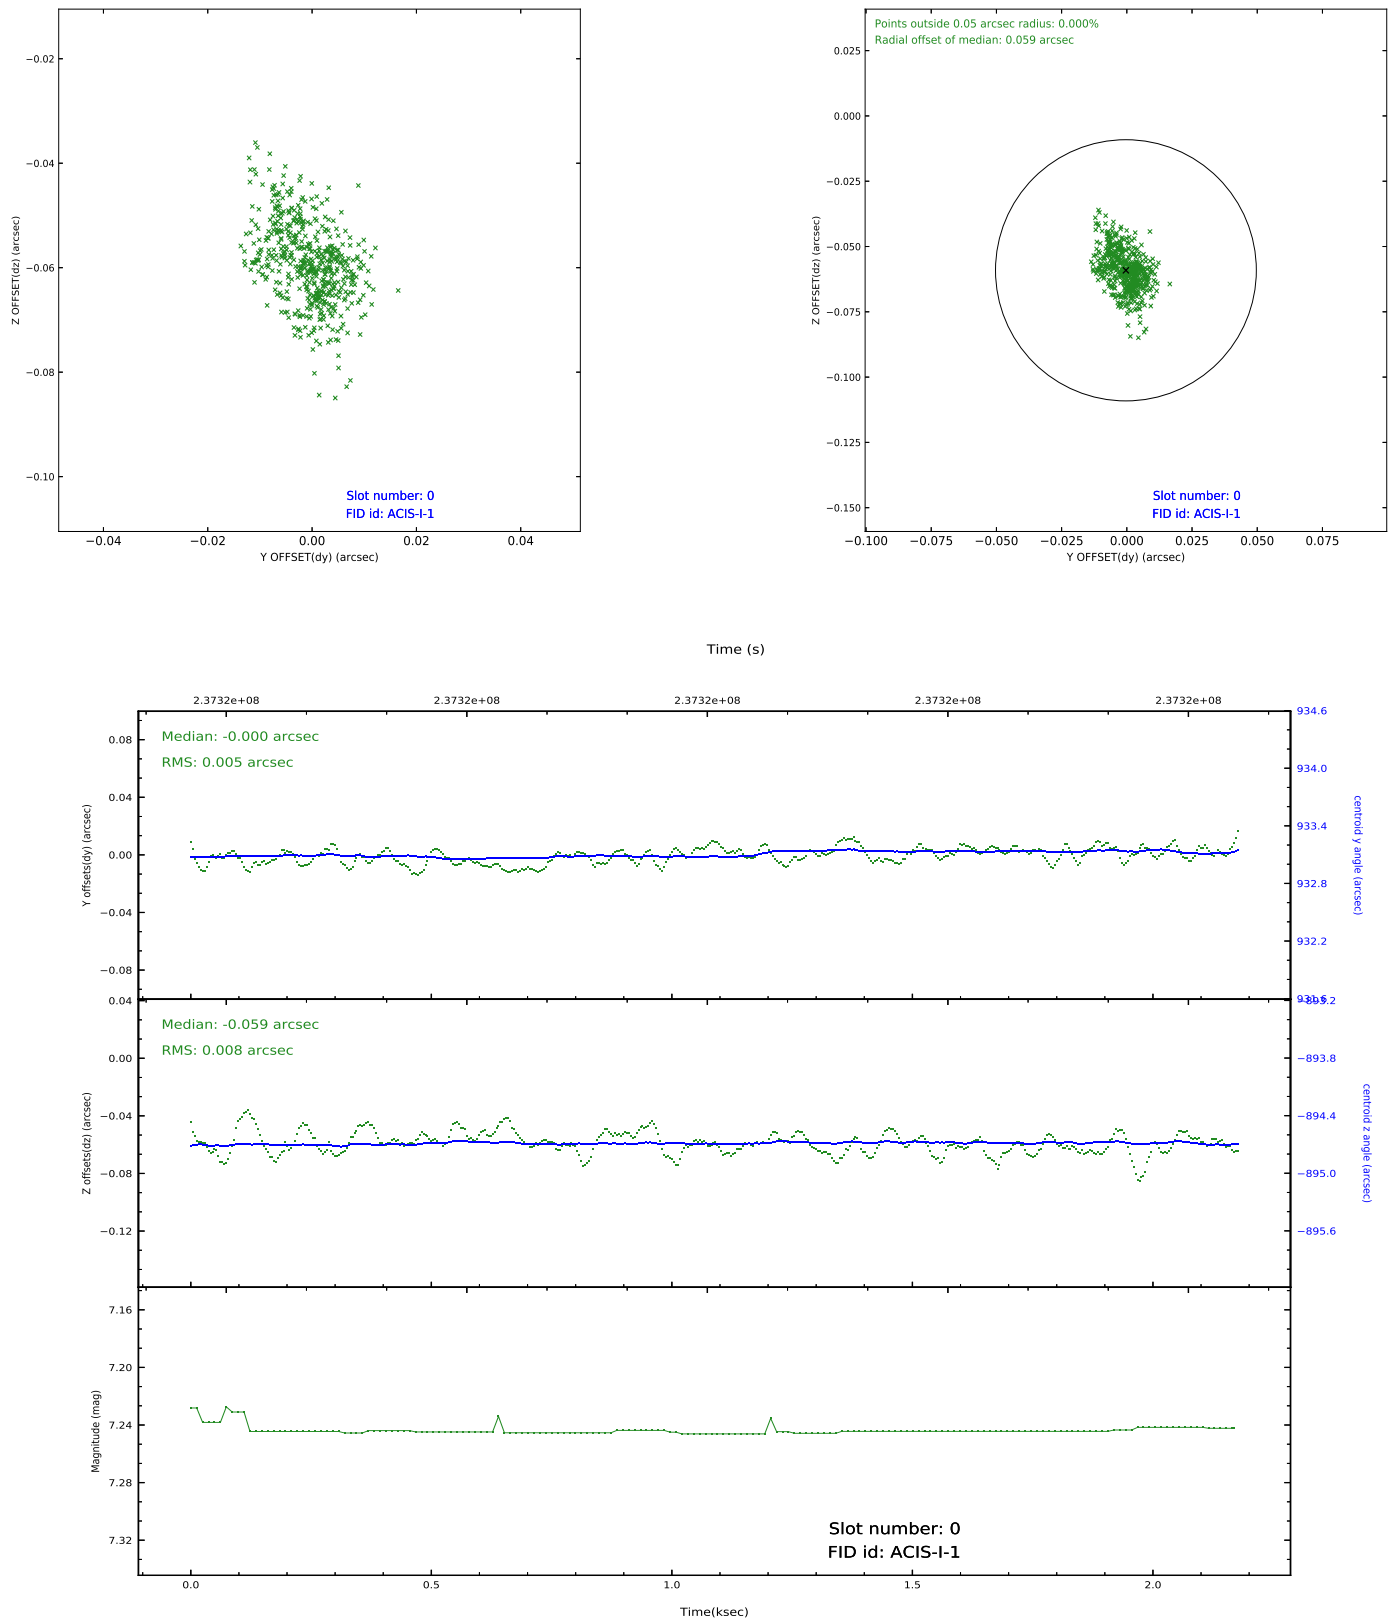 −0.02
−0.04
−0.06
−0.08
−0.10
Z OFFSET(dz) (arcsec)
Slot number: 0
FID id: ACIS-I-1
−0.04 −0.02 0.00 0.02 0.04
Y OFFSET(dy) (arcsec)
Points outside 0.05 arcsec radius: 0.000%
Radial offset of median: 0.059 arcsec
0.025
0.000
−0.025
−0.050
−0.075
−0.100
−0.125
−0.150
Z OFFSET(dz) (arcsec)
Slot number: 0
FID id: ACIS-I-1
−0.100 −0.075 −0.050 −0.025 0.000 0.025 0.050 0.075
Y OFFSET(dy) (arcsec)
Time (s)
2.3732e+08 2.3732e+08 2.3732e+08 2.3732e+08 2.3732e+08
Median: -0.000 arcsec
RMS: 0.005 arcsec
0.08
0.04
0.00
−0.04
−0.08
Y offsets(dy) (arcsec)
934.6
934.0
933.4
932.8
932.2
931.6
centroid y angle (arcsec)
Median: -0.059 arcsec
RMS: 0.008 arcsec
0.04
0.00
−0.04
−0.08
−0.12
Z offsets(dz) (arcsec)
−893.2
−893.8
−894.4
−895.0
−895.6
centroid z angle (arcsec)
7.16
7.20
7.24
7.28
7.32
Magnitude (mag)
Slot number: 0
FID id: ACIS-I-1
0.0 0.5 1.0 1.5 2.0
Time(ksec)